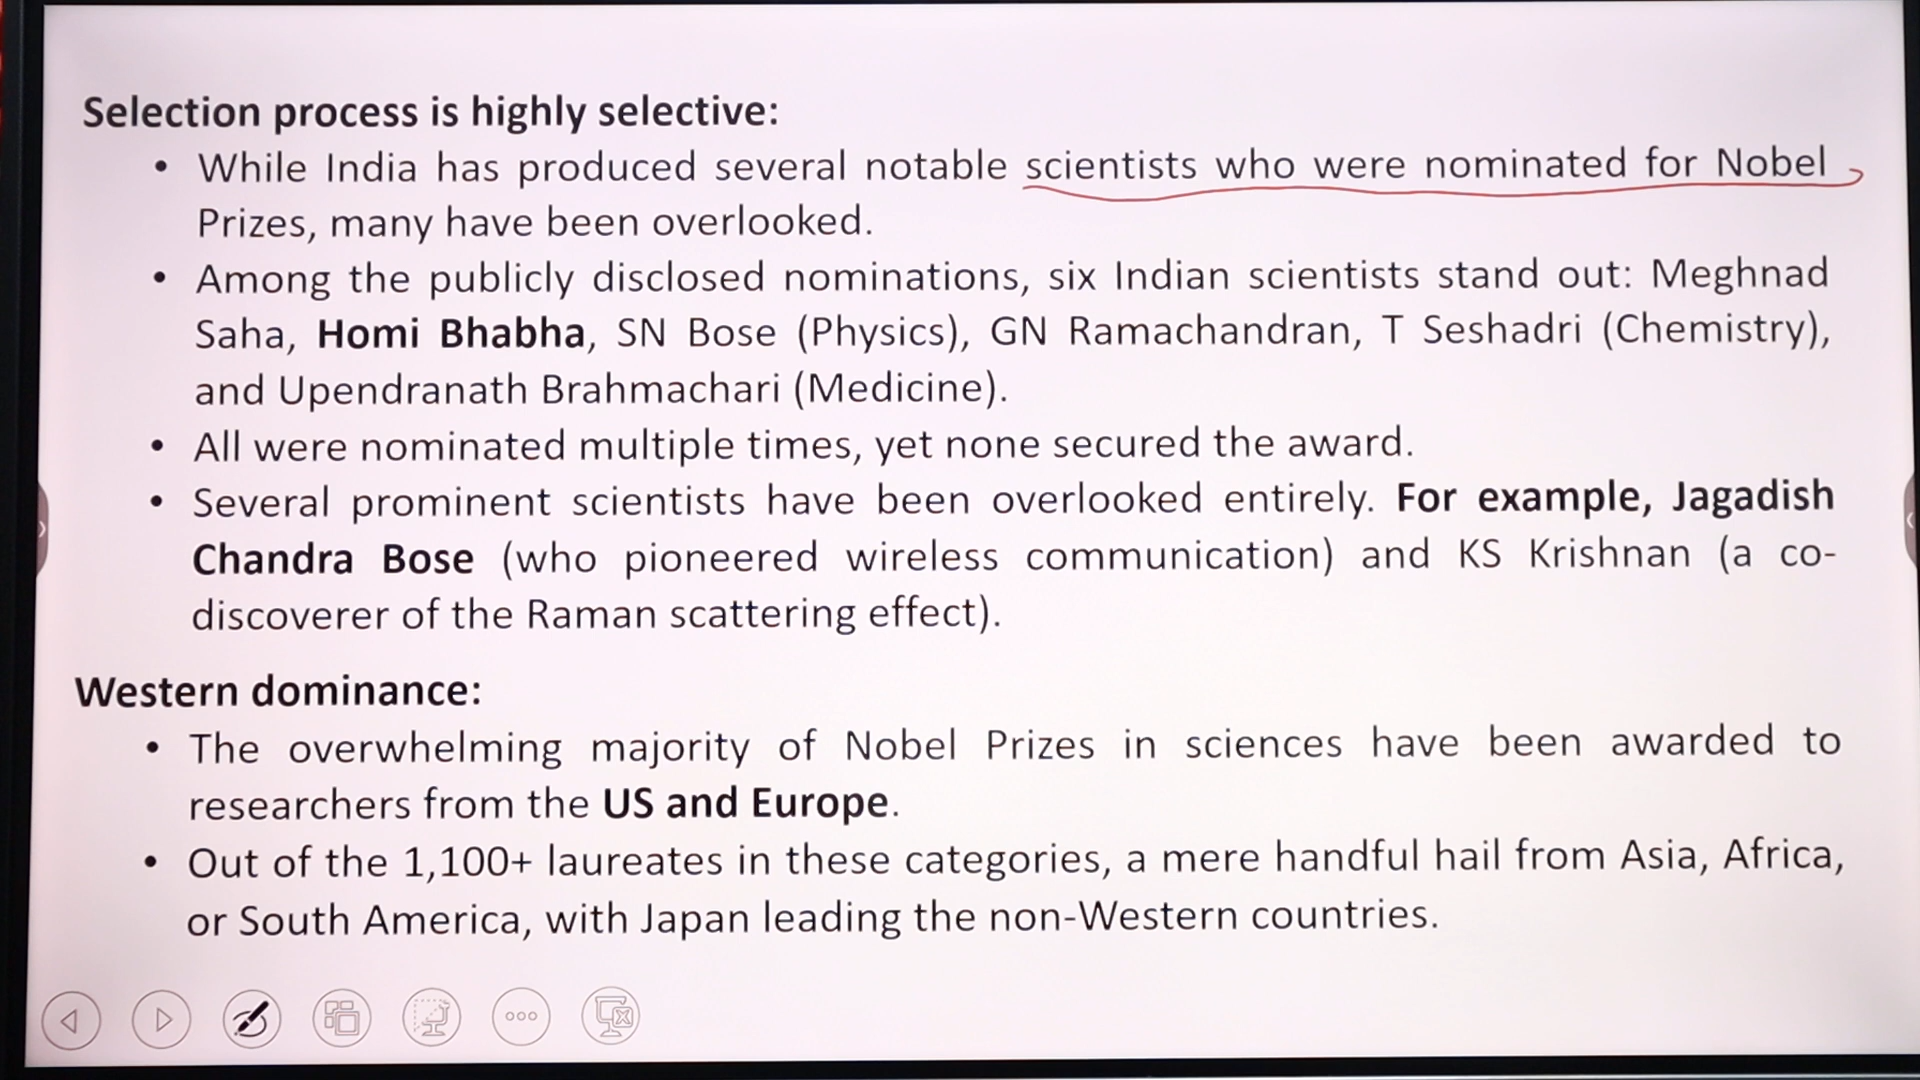 Selection process is highly selective:
• While India has produced several notable scientists who were nominated for Nobel
Prizes, many have been overlooked.
• Among the publicly disclosed nominations, six Indian scientists stand out: Meghnad
Saha, Homi Bhabha, SN Bose (Physics), GN Ramachandran, T Seshadri (Chemistry),
and Upendranath Brahmachari (Medicine).
• All were nominated multiple times, yet none secured the award.
• Several prominent scientists have been overlooked entirely. For example, Jagadish
Chandra Bose (who pioneered wireless communication) and KS Krishnan (a co-
discoverer of the Raman scattering effect).
Western dominance:
• The overwhelming majority of Nobel Prizes in sciences have been awarded to
researchers from the US and Europe.
• Out of the 1,100+ laureates in these categories, a mere handful hail from Asia, Africa,
or South America, with Japan leading the non-Western countries.